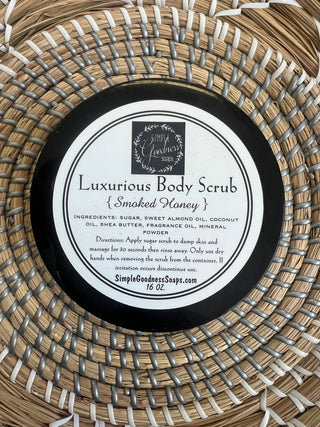 SIMPLE
Goodness
SOAPS
Luxurious Body Scrub
{ Smoked Honey }
INGREDIENTS: SUGAR, SWEET ALMOND OIL, COCONUT
OIL, SHEA BUTTER, FRAGRANCE OIL, MINERAL
POWDER
Directions: Apply sugar scrub to damp skin and
massage for 30 seconds then rinse away. Only use dry
hands when removing the scrub from the container. If
irritation occurs discontinue use.
SimpleGoodnessSoaps.com
16 OZ.